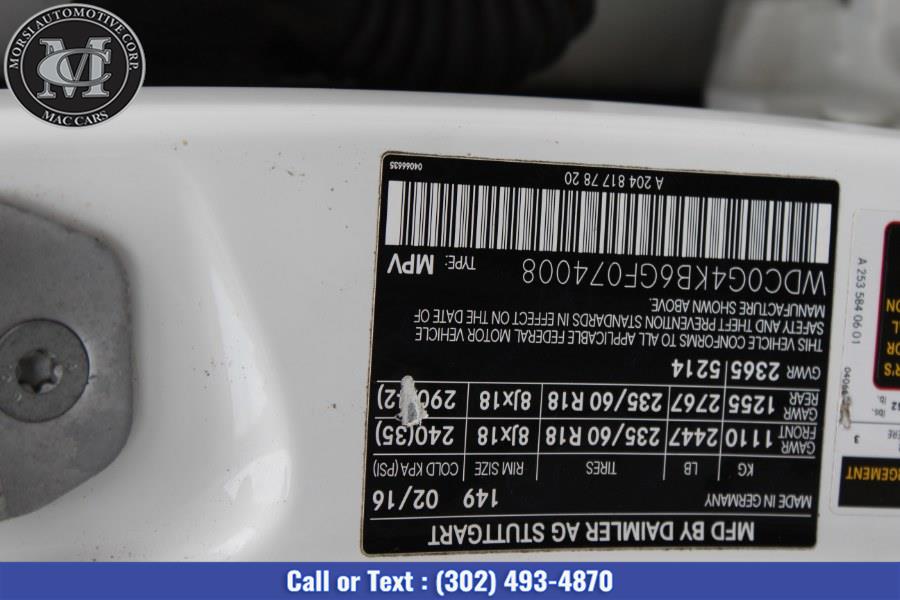 MORSI AUTOMOTIVE CORP.
MC
MAC CARS
MFD BY DAIMLER AG STUTTGART
MADE IN GERMANY 149 02/16
KG LB TIRES RIM SIZE COLD KPA(PSI)
GAWR FRONT 1110 2447 235/60 R18 8Jx18 240(35)
GAWR REAR 1255 2767 235/60 R18 8Jx18 290(42)
GVWR 2365 5214
THIS VEHICLE CONFORMS TO ALL APPLICABLE FEDERAL MOTOR VEHICLE
SAFETY AND THEFT PREVENTION STANDARDS IN EFFECT ON THE DATE OF
MANUFACTURE SHOWN ABOVE.
WDC0G4KB6GF074008 TYPE: MPV
A 204 817 78 20
04066635
A 253 584 06 01
Call or Text : (302) 493-4870